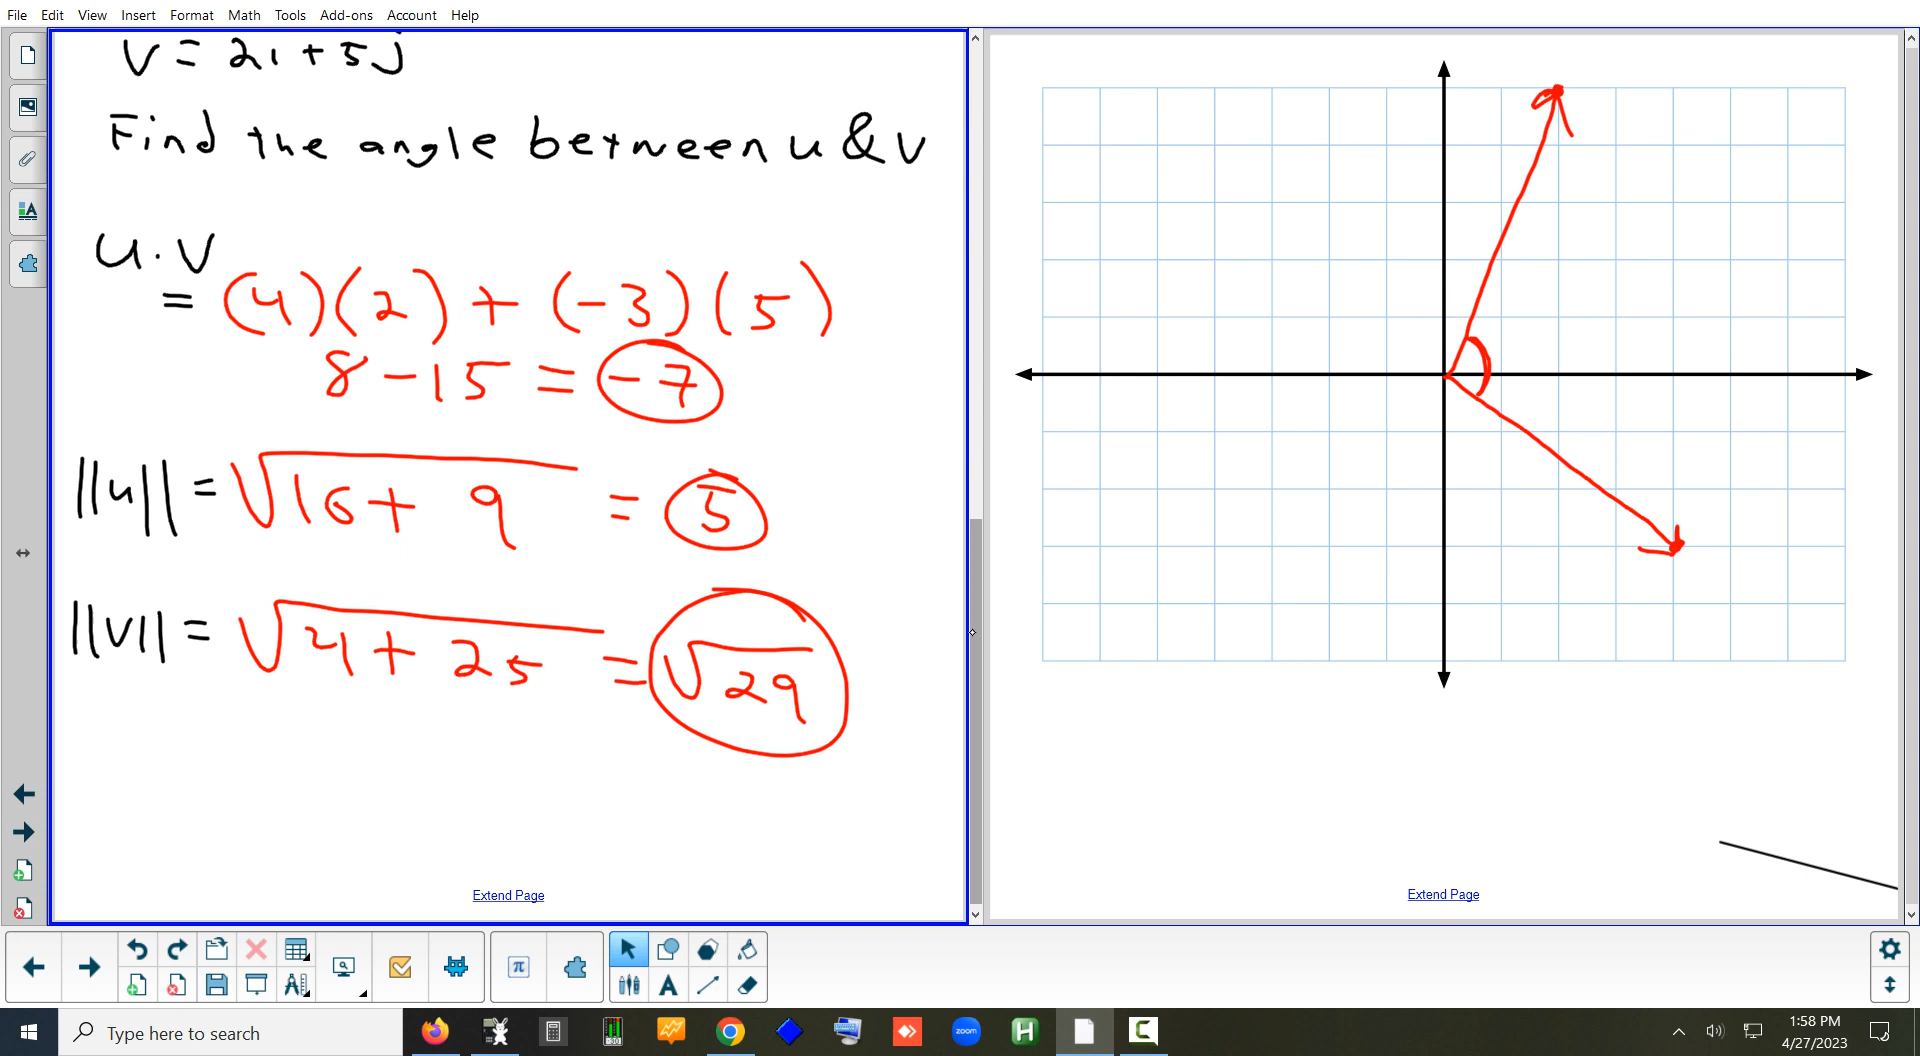 File Edit View Insert Format Math Tools Add-ons Account Help
v = 2i + 5j
Find the angle between u & v
u · v
= (4)(2) + (-3)(5)
8 - 15 = -7
||u|| = √16 + 9 = 5
||v|| = √4 + 25 = √29
Extend Page
Extend Page
π
A
Type here to search
zoom
H
C
1:58 PM
4/27/2023